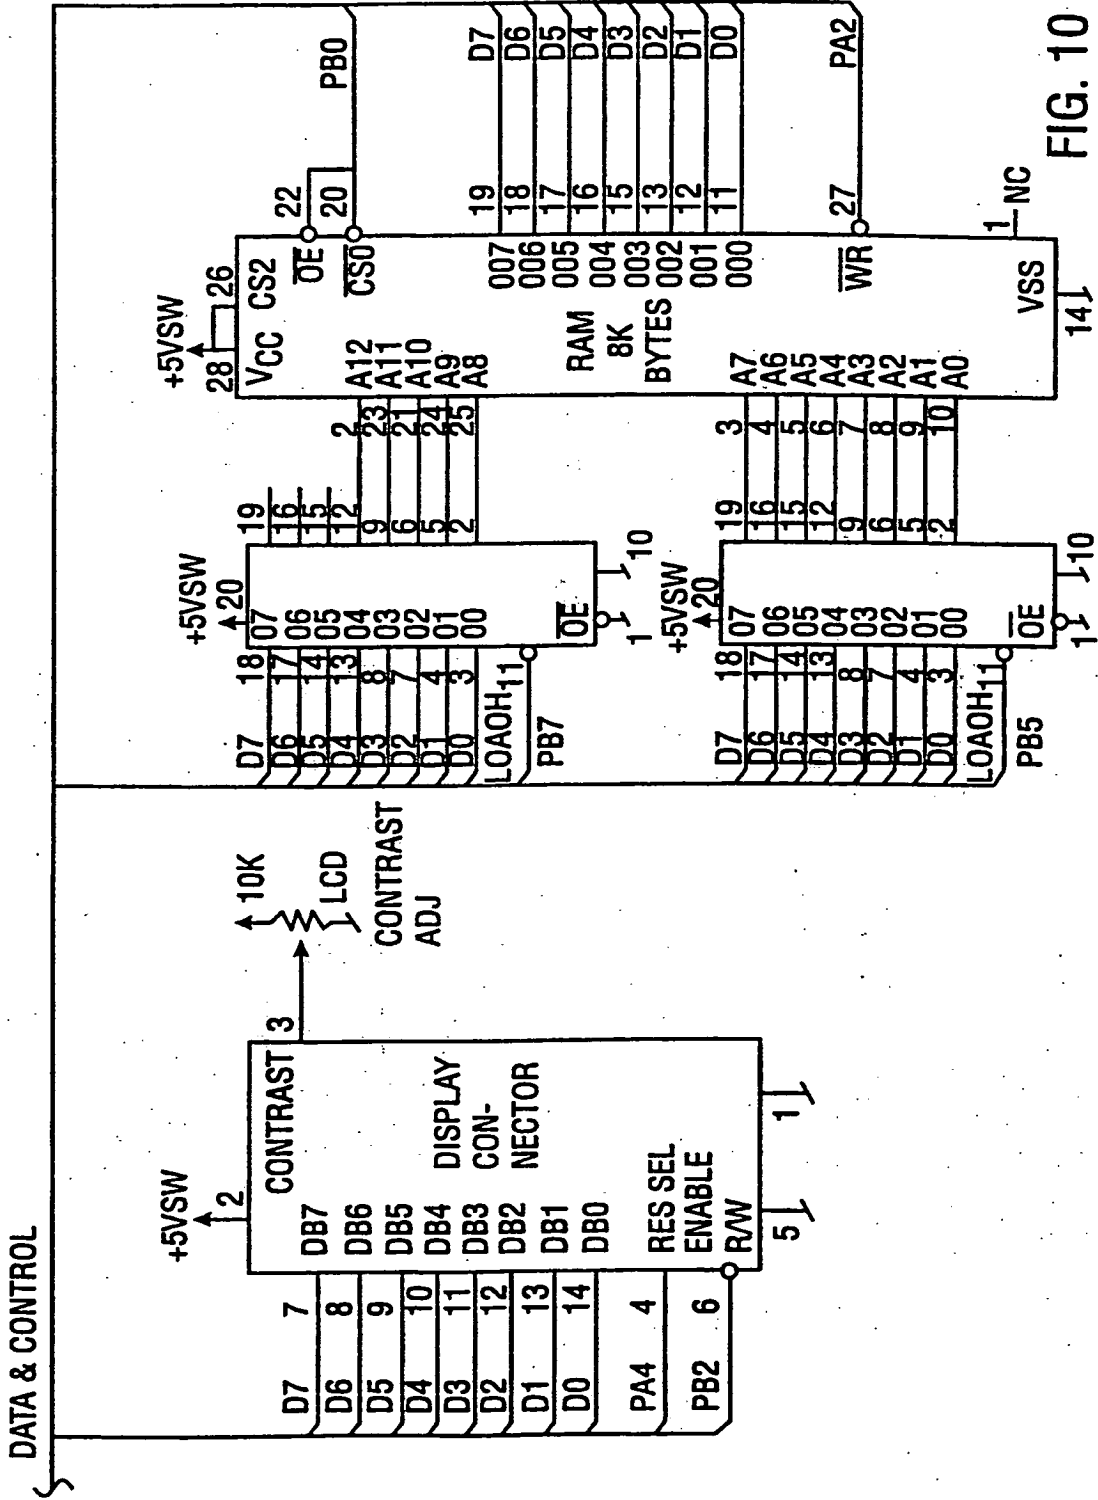 DATA & CONTROL
+5VSW
2
CONTRAST 3
10K
LCD
CONTRAST
ADJ
D7 7 DB7
D6 8 DB6
D5 9 DB5
D4 10 DB4
D3 11 DB3
D2 12 DB2
D1 13 DB1
D0 14 DB0
DISPLAY
CON-
NECTOR
PA4 4 RES SEL
ENABLE
PB2 6 R/W
5
1
+5VSW
20
D7 18 07 19
D6 17 06 16
D5 14 05 15
D4 13 04 12 2 A12
D3 8 03 9 23 A11
D2 7 02 6 21 A10
D1 4 01 5 24 A9
D0 3 00 2 25 A8
LOAOH 11
PB7
OE
1
10
+5VSW
20
D7 18 07 19 3 A7
D6 17 06 16 4 A6
D5 14 05 15 5 A5
D4 13 04 12 6 A4
D3 8 03 9 7 A3
D2 7 02 6 8 A2
D1 4 01 5 9 A1
D0 3 00 2 10 A0
LOAOH 11
PB5
OE
1
10
+5VSW
28
26
VCC CS2
OE 22
CS0 20 PB0
RAM
8K
BYTES
007 19 D7
006 18 D6
005 17 D5
004 16 D4
003 15 D3
002 13 D2
001 12 D1
000 11 D0
WR 27 PA2
1 NC
VSS
14
FIG. 10